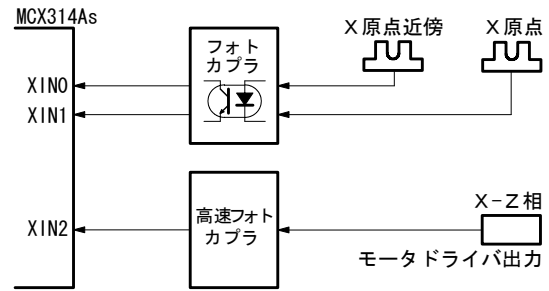 MCX314As
X原点近傍
X原点
フォト
カプラ
XIN0
XIN1
X-Z相
XIN2
高速フォト
カプラ
モータドライバ出力